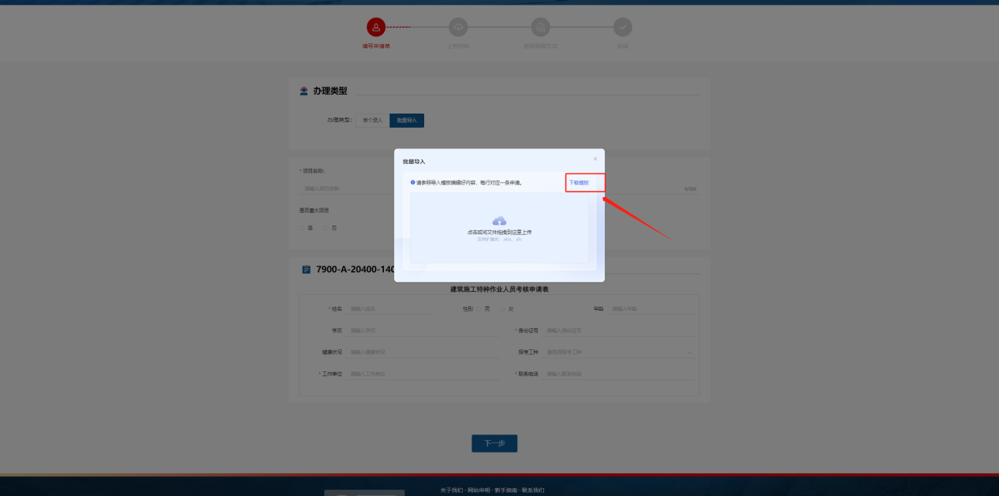 填写申请单
上传材料
选择领取方式
完成
办理类型
办理类型： 单个录入 批量导入
批量导入 ×
请参照导入模板编辑好内容，每行对应一条申请。 下载模板
点击或将文件拖拽到这里上传
支持扩展名： .xlsx, .xls
* 项目名称：
请输入项目名称 0/500
是否重大项目
是 否
7900-A-20400-140
建筑施工特种作业人员考核申请表
* 姓名 请输入姓名 性别 男 女 年龄 请输入年龄
学历 请输入学历 * 身份证号 请输入身份证号
健康状况 请输入健康状况 报考工种 请选择报考工种
* 工作单位 请输入工作单位 * 联系电话 请输入联系电话
下一步
关于我们 · 网站申明 · 新手指南 · 联系我们